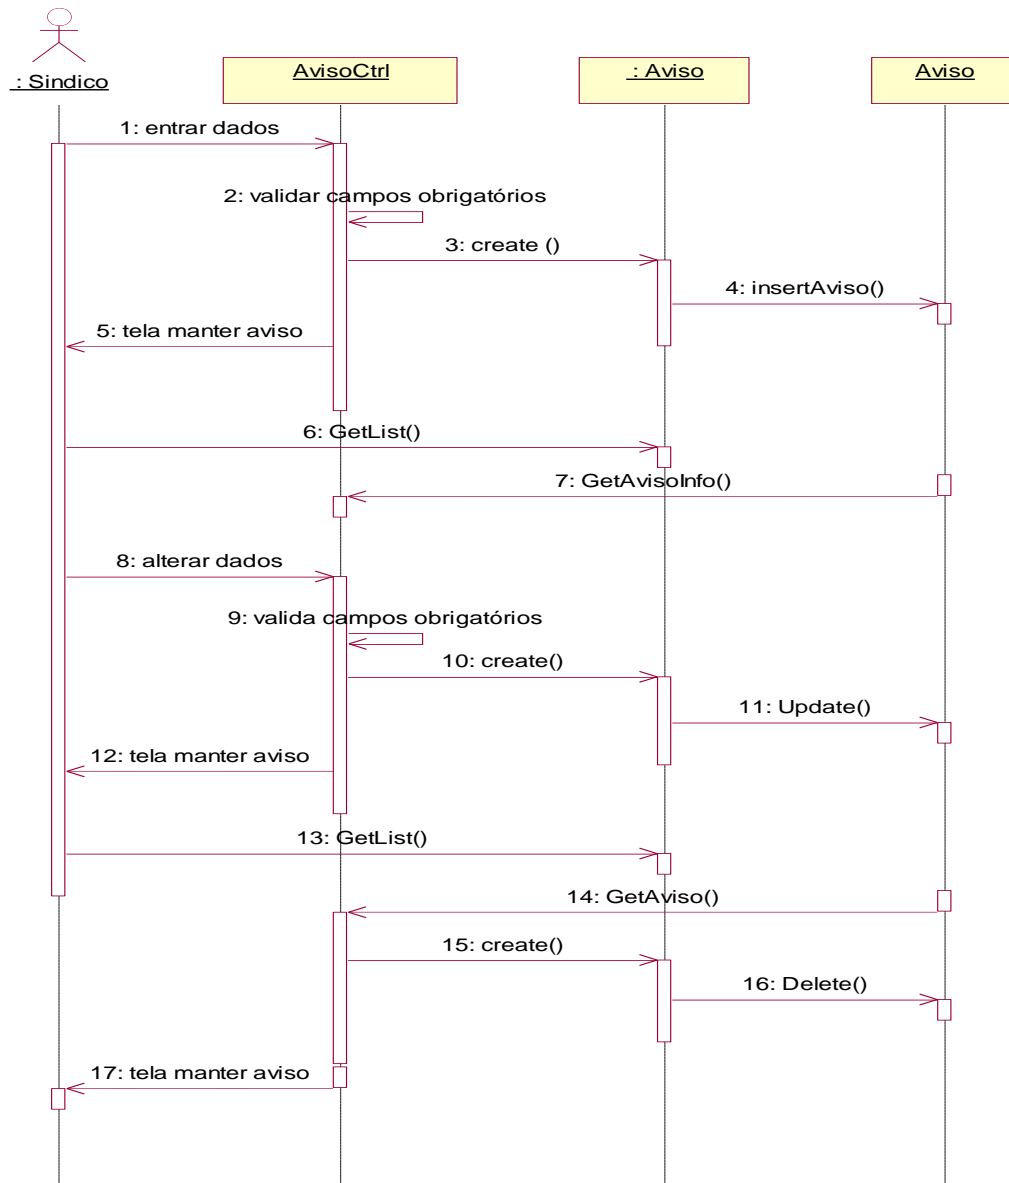 : Sindico
AvisoCtrl
: Aviso
Aviso
1: entrar dados
2: validar campos obrigatórios
3: create ()
4: insertAviso()
5: tela manter aviso
6: GetList()
7: GetAvisoInfo()
8: alterar dados
9: valida campos obrigatórios
10: create()
11: Update()
12: tela manter aviso
13: GetList()
14: GetAviso()
15: create()
16: Delete()
17: tela manter aviso